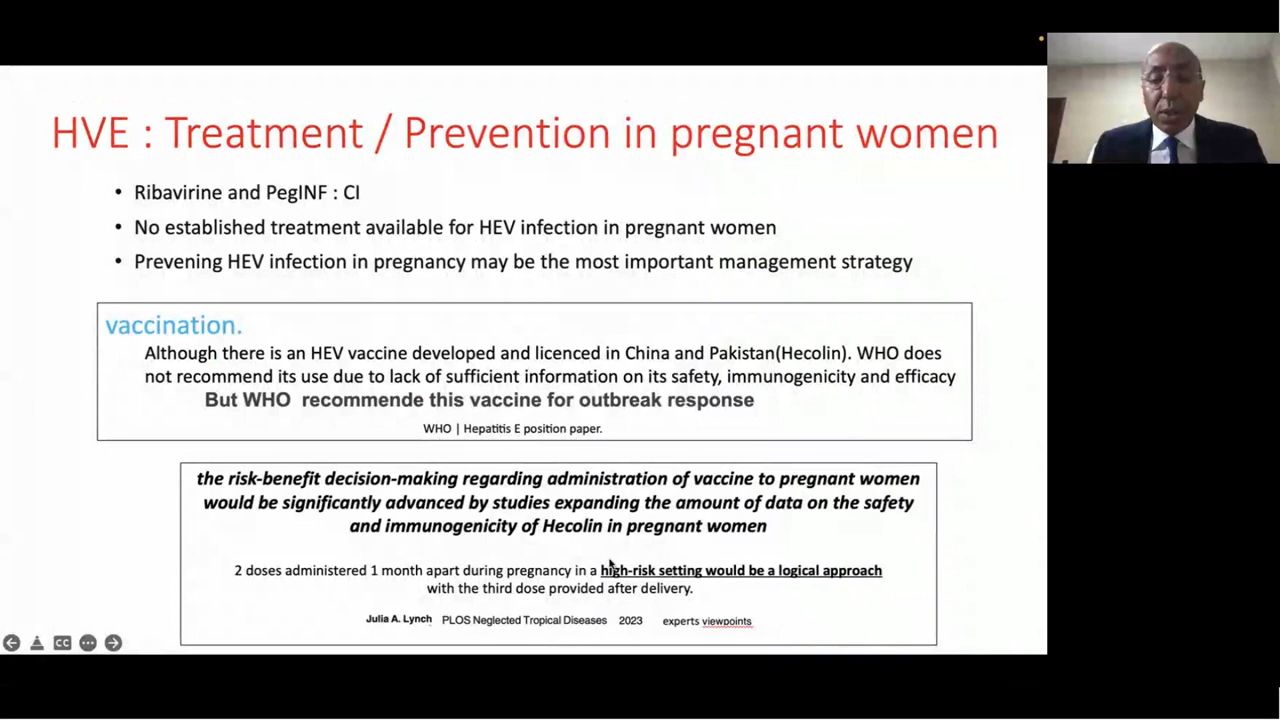 HVE : Treatment / Prevention in pregnant women
• Ribavirine and PegINF : CI
• No established treatment available for HEV infection in pregnant women
• Prevening HEV infection in pregnancy may be the most important management strategy
vaccination.
Although there is an HEV vaccine developed and licenced in China and Pakistan(Hecolin). WHO does
not recommend its use due to lack of sufficient information on its safety, immunogenicity and efficacy
But WHO recommende this vaccine for outbreak response
WHO | Hepatitis E position paper.
the risk-benefit decision-making regarding administration of vaccine to pregnant women
would be significantly advanced by studies expanding the amount of data on the safety
and immunogenicity of Hecolin in pregnant women
2 doses administered 1 month apart during pregnancy in a high-risk setting would be a logical approach
with the third dose provided after delivery.
Julia A. Lynch PLOS Neglected Tropical Diseases 2023 experts viewpoints
CC